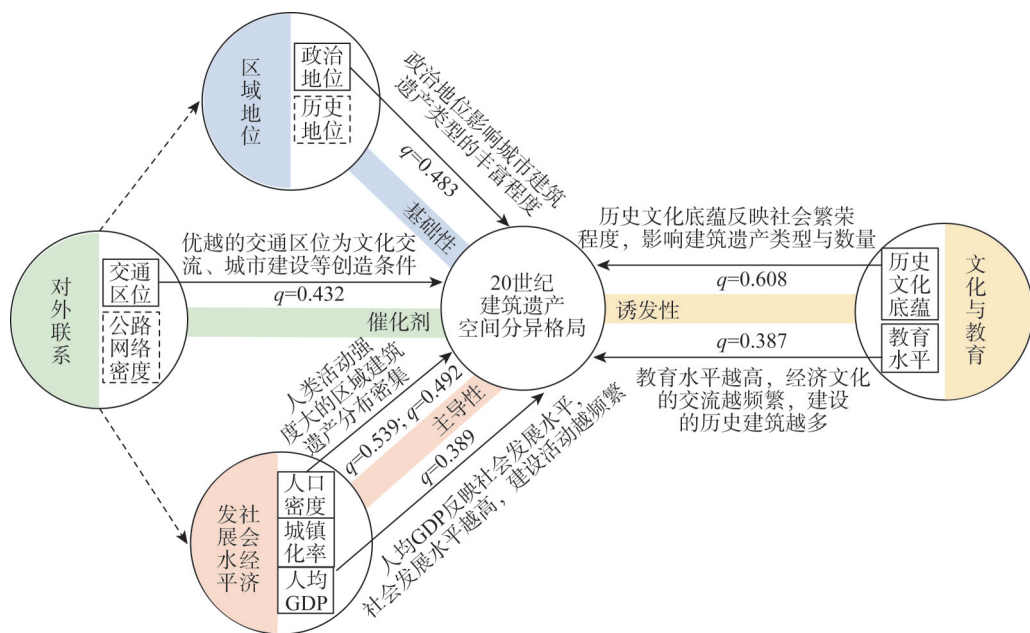 区域地位
政治
地位
历史
地位
政治地位影响城市建筑
遗产类型的丰富程度
q=0.483
基础性
对外联系
交通
区位
公路
网络
密度
优越的交通区位为文化交
流、城市建设等创造条件
q=0.432
催化剂
20世纪
建筑遗产
空间分异格局
历史文化底蕴反映社会繁荣
程度，影响建筑遗产类型与数量
q=0.608
诱发性
q=0.387
教育水平越高，经济文化
的交流越频繁，建设
的历史建筑越多
历史
文化
底蕴
教育
水平
文化与教育
人类活动强
度大的区域建筑
遗产分布密集
q=0.539; q=0.492
主导性
q=0.389
人均GDP反映社会发展水平，
社会发展水平越高，建设活动越频繁
社会经济
发展水平
人口
密度
城镇
化率
人均
GDP